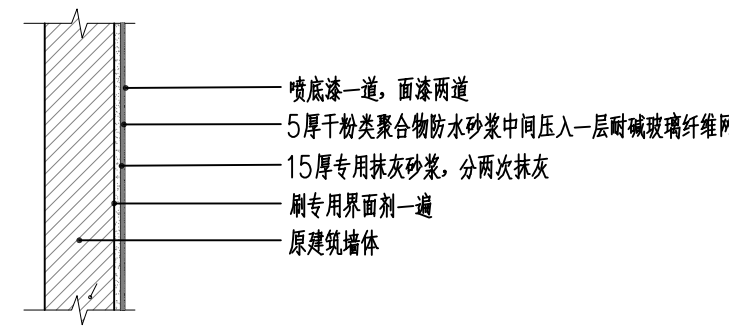 喷底漆一道，面漆两道
5厚干粉类聚合物防水砂浆中间压入一层耐碱玻璃纤维网
15厚专用抹灰砂浆，分两次抹灰
刷专用界面剂一遍
原建筑墙体